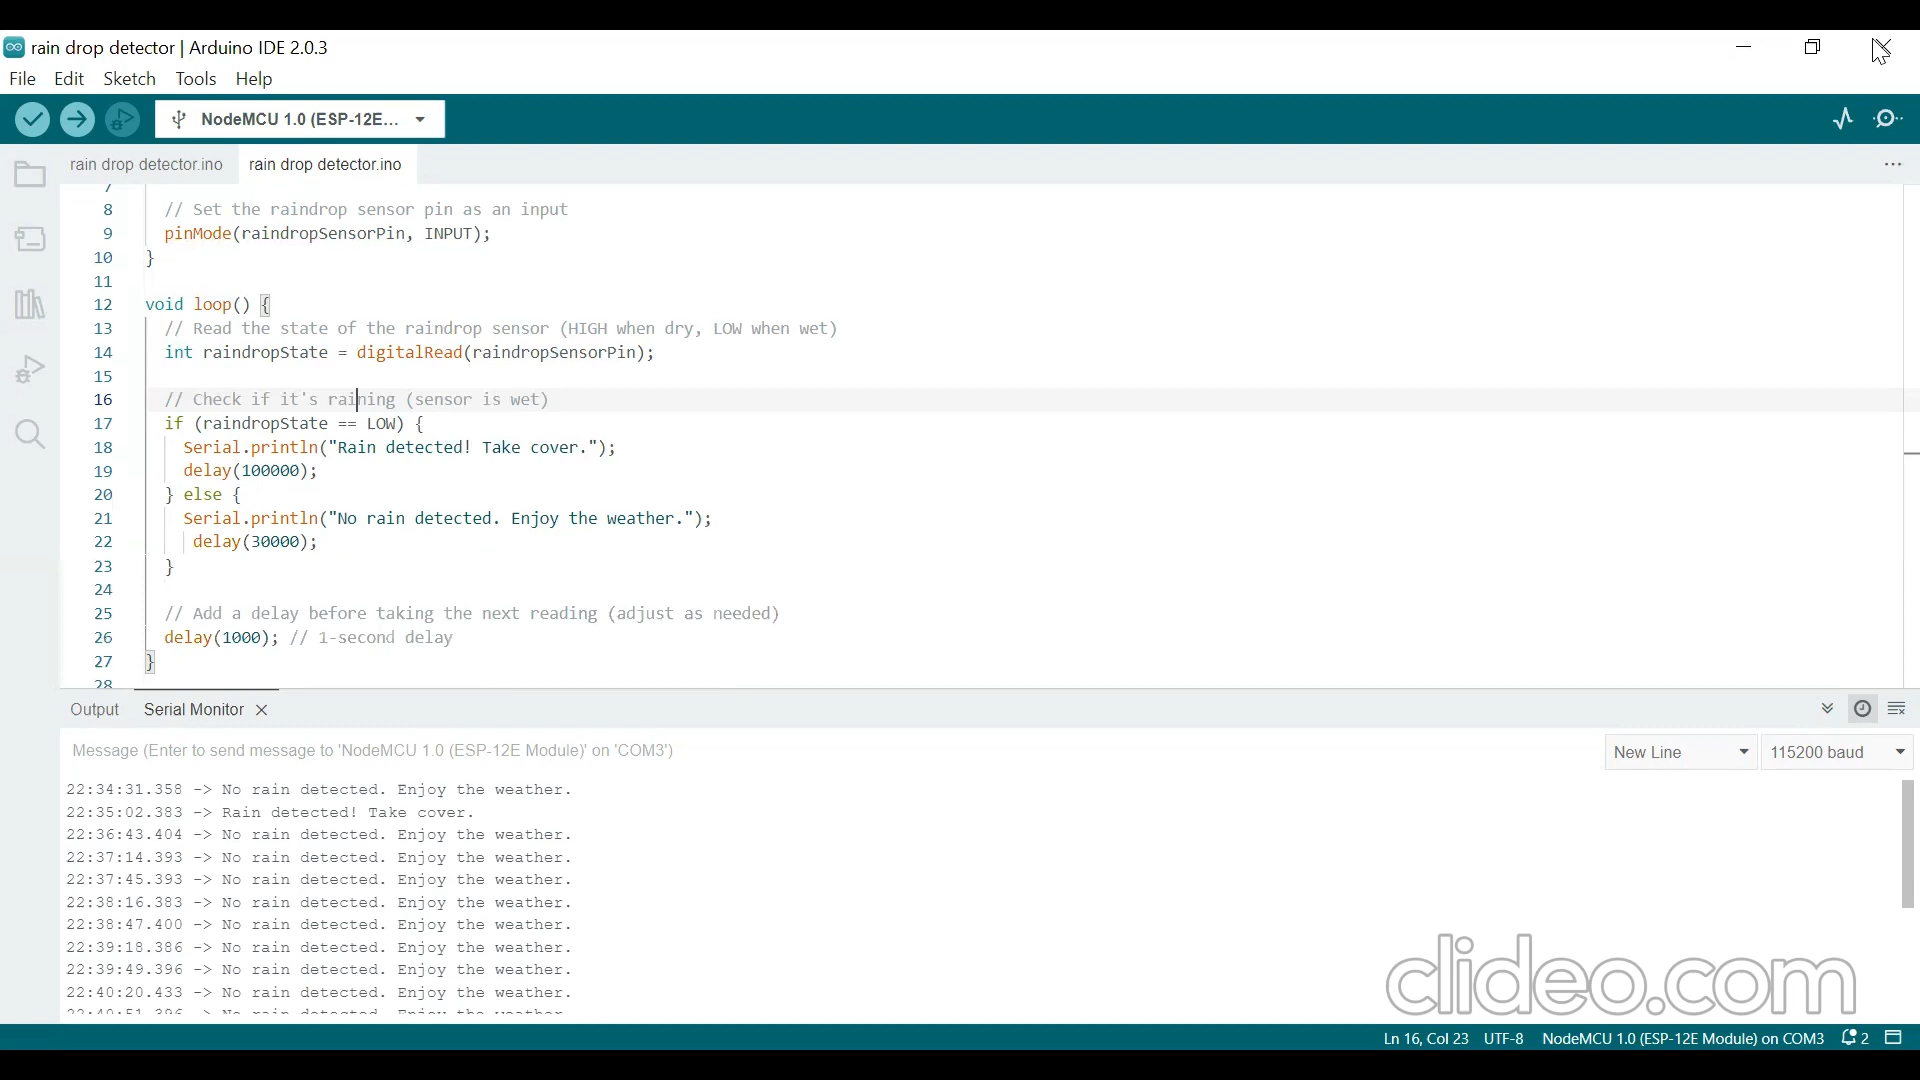 rain drop detector | Arduino IDE 2.0.3
File Edit Sketch Tools Help
NodeMCU 1.0 (ESP-12E...
rain drop detector.ino rain drop detector.ino
7
8 // Set the raindrop sensor pin as an input
9 pinMode(raindropSensorPin, INPUT);
10 }
11
12 void loop() {
13 // Read the state of the raindrop sensor (HIGH when dry, LOW when wet)
14 int raindropState = digitalRead(raindropSensorPin);
15
16 // Check if it's raining (sensor is wet)
17 if (raindropState == LOW) {
18 Serial.println("Rain detected! Take cover.");
19 delay(100000);
20 } else {
21 Serial.println("No rain detected. Enjoy the weather.");
22 delay(30000);
23 }
24
25 // Add a delay before taking the next reading (adjust as needed)
26 delay(1000); // 1-second delay
27 }
28
Output Serial Monitor
Message (Enter to send message to 'NodeMCU 1.0 (ESP-12E Module)' on 'COM3')
New Line 115200 baud
22:34:31.358 -> No rain detected. Enjoy the weather.
22:35:02.383 -> Rain detected! Take cover.
22:36:43.404 -> No rain detected. Enjoy the weather.
22:37:14.393 -> No rain detected. Enjoy the weather.
22:37:45.393 -> No rain detected. Enjoy the weather.
22:38:16.383 -> No rain detected. Enjoy the weather.
22:38:47.400 -> No rain detected. Enjoy the weather.
22:39:18.386 -> No rain detected. Enjoy the weather.
22:39:49.396 -> No rain detected. Enjoy the weather.
22:40:20.433 -> No rain detected. Enjoy the weather.
clideo.com
Ln 16, Col 23 UTF-8 NodeMCU 1.0 (ESP-12E Module) on COM3 2